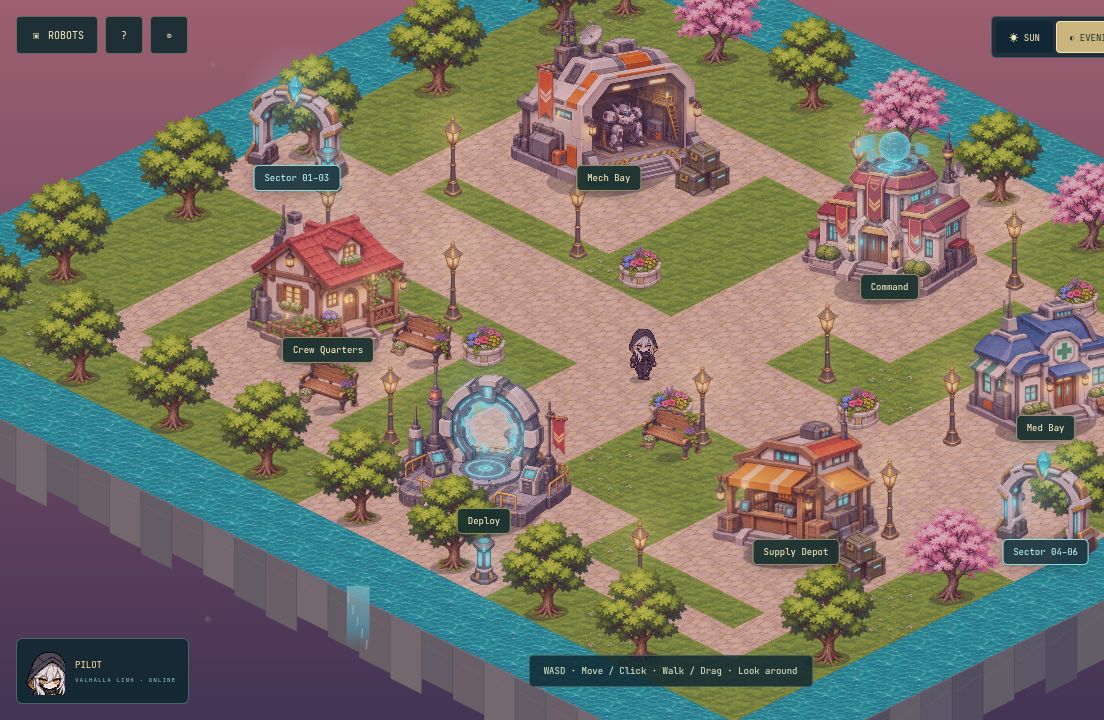 ROBOTS
?
SUN
EVENI
Sector 01-03
Mech Bay
Command
Crew Quarters
Med Bay
Deploy
Supply Depot
Sector 04-06
PILOT
VALHALLA LINK · ONLINE
WASD · Move / Click · Walk / Drag · Look around